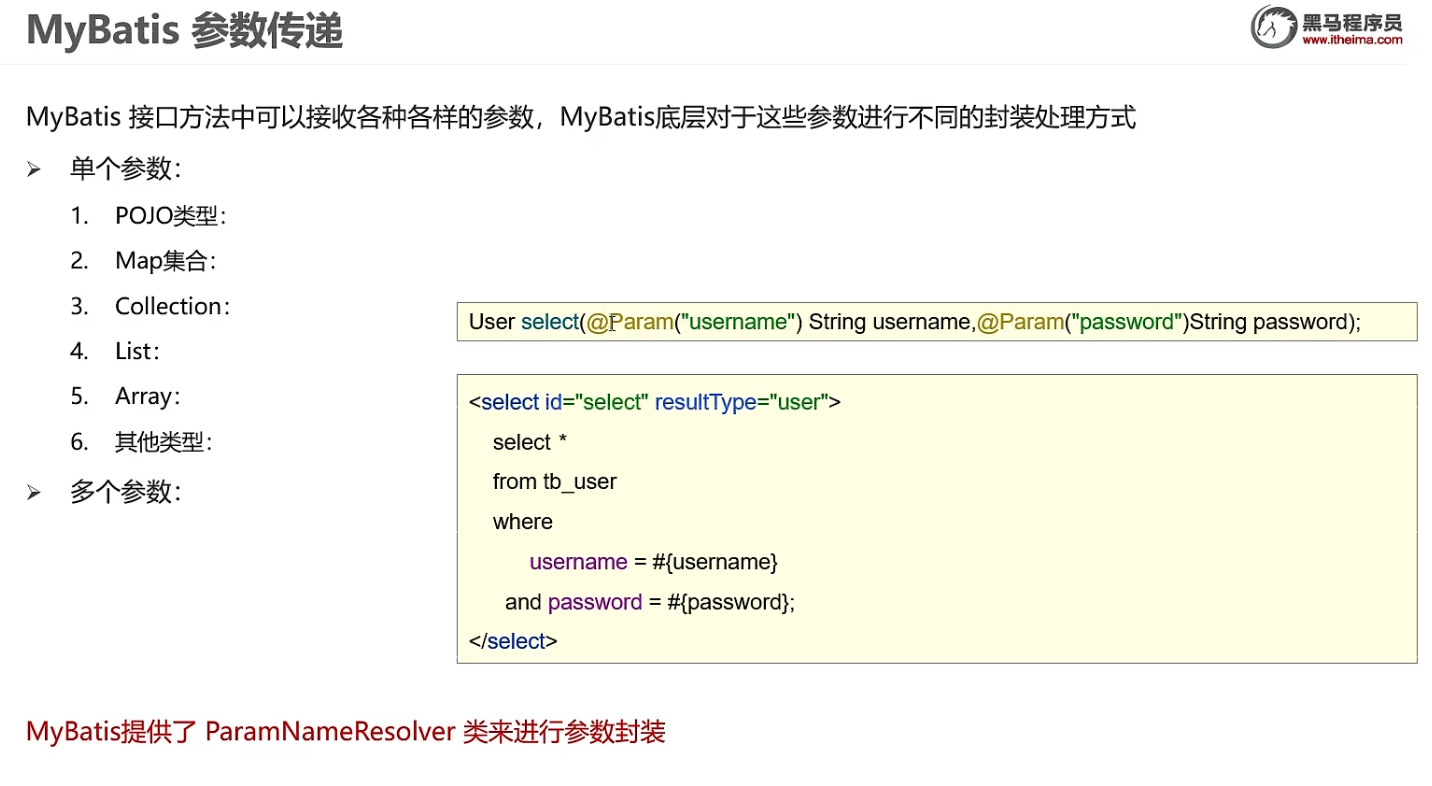 MyBatis 参数传递
黑马程序员
www.itheima.com
MyBatis 接口方法中可以接收各种各样的参数，MyBatis底层对于这些参数进行不同的封装处理方式
➢ 单个参数：
1. POJO类型：
2. Map集合：
3. Collection：
4. List：
5. Array：
6. 其他类型：
➢ 多个参数：
User select(@Param("username") String username,@Param("password")String password);
<select id="select" resultType="user">
select *
from tb_user
where
username = #{username}
and password = #{password};
</select>
MyBatis提供了 ParamNameResolver 类来进行参数封装